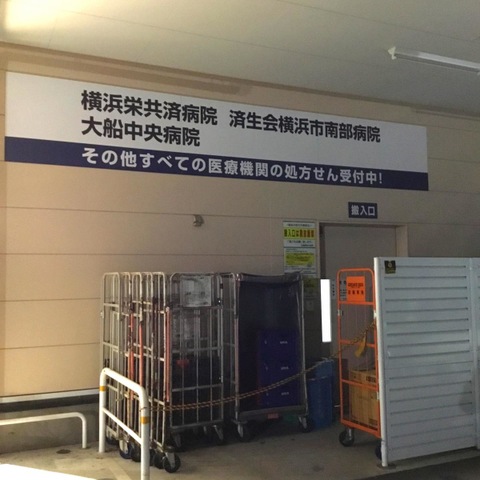 横浜栄共済病院 済生会横浜市南部病院
大船中央病院
その他すべての医療機関の処方せん受付中!
搬入口